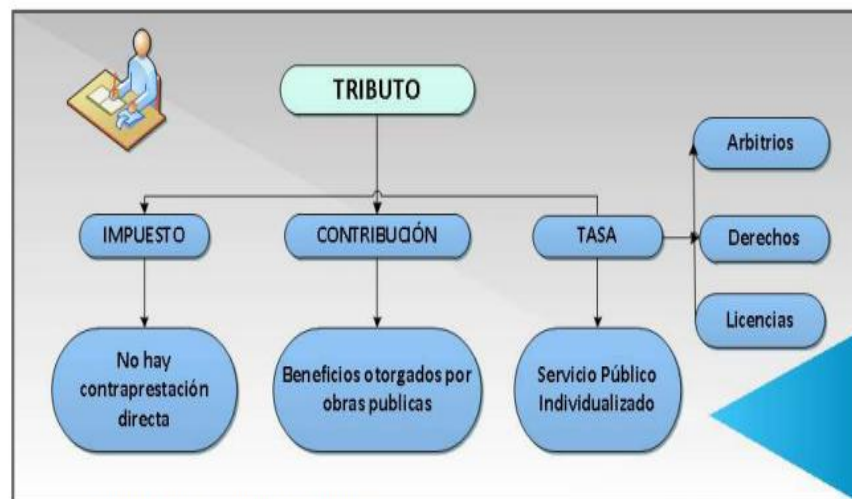 TRIBUTO
IMPUESTO
CONTRIBUCIÓN
TASA
Arbitrios
Derechos
Licencias
No hay
contraprestación
directa
Beneficios otorgados por
obras publicas
Servicio Público
Individualizado